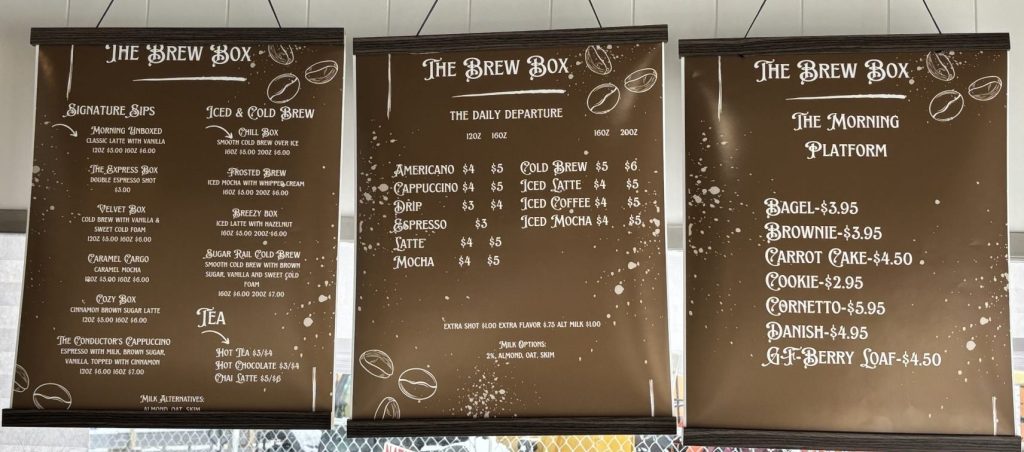 The Brew Box
Signature Sips
Morning Unboxed
Classic latte with vanilla
12oz $5.00 16oz $6.00
The Express Box
Double espresso shot
$3.00
Velvet Box
Cold brew with vanilla &
sweet cold foam
12oz $5.00 16oz $6.00
Caramel Cargo
Caramel mocha
12oz $5.00 16oz $6.00
Cozy Box
Cinnamon brown sugar latte
12oz $5.00 16oz $6.00
The Conductor's Cappuccino
Espresso with milk, brown sugar,
vanilla, topped with cinnamon
12oz $6.00 16oz $7.00
Iced & Cold Brew
Chill Box
Smooth cold brew over ice
16oz $5.00 20oz $6.00
Frosted Brew
Iced mocha with whipped cream
16oz $5.00 20oz $6.00
Breezy Box
Iced latte with hazelnut
16oz $5.00 20oz $6.00
Sugar Rail Cold Brew
Smooth cold brew with brown
sugar, vanilla and sweet cold
foam
16oz $6.00 20oz $7.00
Tea
Hot Tea $3/$4
Hot Chocolate $3/$4
Chai Latte $5/$6
Milk Alternatives:
Almond, Oat, Skim
The Brew Box
The Daily Departure
12oz 16oz
Americano $4 $5
Cappuccino $4 $5
Drip $3 $4
Espresso $3
Latte $4 $5
Mocha $4 $5
16oz 20oz
Cold Brew $5 $6
Iced Latte $4 $5
Iced Coffee $4 $5
Iced Mocha $4 $5
Extra Shot $1.00 Extra Flavor $.75 Alt Milk $1.00
Milk Options:
2%, Almond, Oat, Skim
The Brew Box
The Morning
Platform
Bagel-$3.95
Brownie-$3.95
Carrot Cake-$4.50
Cookie-$2.95
Cornetto-$5.95
Danish-$4.95
G-F-Berry Loaf-$4.50